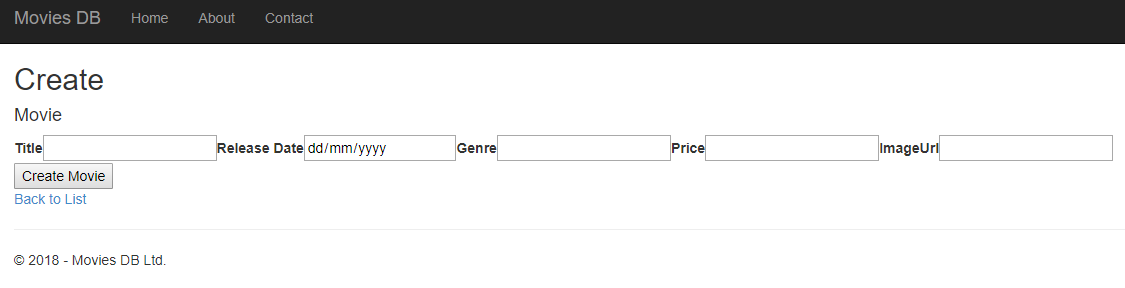 Movies DB Home About Contact
Create
Movie
Title Release Date dd/mm/yyyy Genre Price ImageUrl
Create Movie
Back to List
© 2018 - Movies DB Ltd.